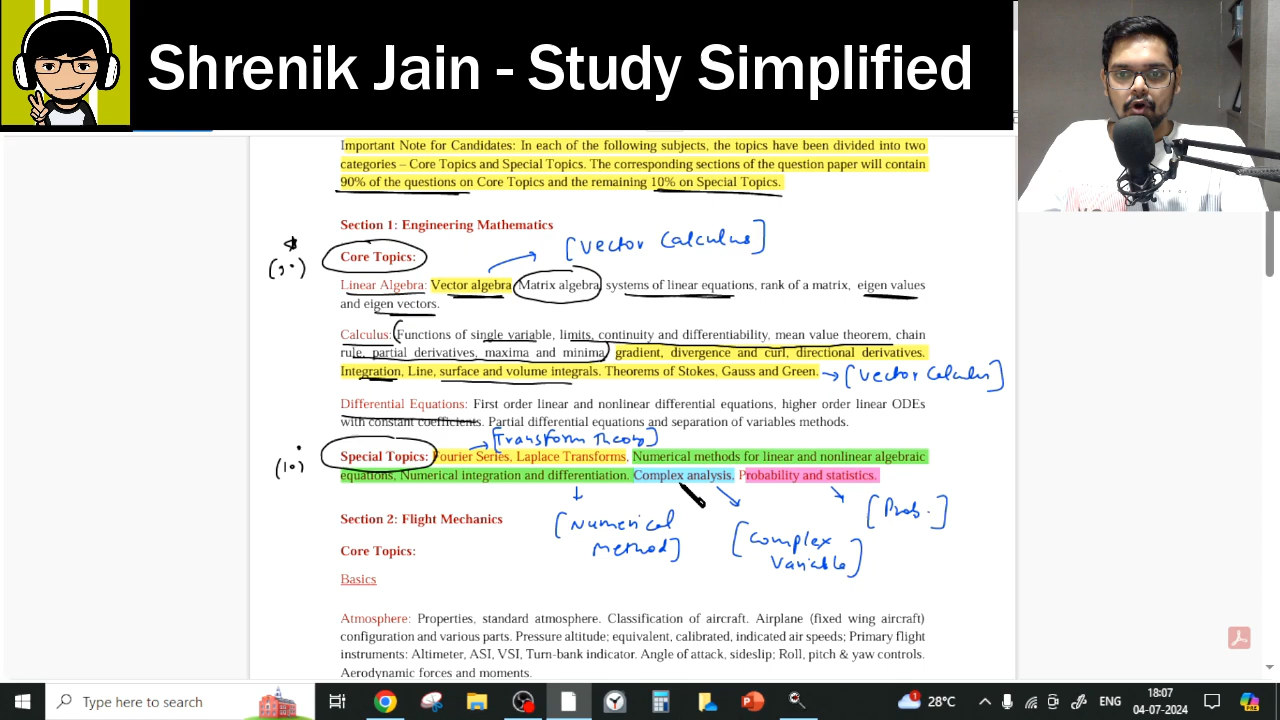 Shrenik Jain - Study Simplified
Important Note for Candidates: In each of the following subjects, the topics have been divided into two
categories – Core Topics and Special Topics. The corresponding sections of the question paper will contain
90% of the questions on Core Topics and the remaining 10% on Special Topics.
Section 1: Engineering Mathematics
[Vector Calculus]
Core Topics:
Linear Algebra: Vector algebra, Matrix algebra, systems of linear equations, rank of a matrix, eigen values
and eigen vectors.
Calculus: Functions of single variable, limits, continuity and differentiability, mean value theorem, chain
rule, partial derivatives, maxima and minima, gradient, divergence and curl, directional derivatives.
Integration, Line, surface and volume integrals. Theorems of Stokes, Gauss and Green. → [Vector Calculus]
Differential Equations: First order linear and nonlinear differential equations, higher order linear ODEs
with constant coefficients. Partial differential equations and separation of variables methods.
→ [Transform Theory]
Special Topics: Fourier Series, Laplace Transforms, Numerical methods for linear and nonlinear algebraic
(10)
equations, Numerical integration and differentiation. Complex analysis. Probability and statistics.
[Numerical
Method]
[Complex
Variable]
[Prob.]
Section 2: Flight Mechanics
Core Topics:
Basics
Atmosphere: Properties, standard atmosphere. Classification of aircraft. Airplane (fixed wing aircraft)
configuration and various parts. Pressure altitude; equivalent, calibrated, indicated air speeds; Primary flight
instruments: Altimeter, ASI, VSI, Turn-bank indicator. Angle of attack, sideslip; Roll, pitch & yaw controls.
Aerodynamic forces and moments.
Type here to search
1
28°C
ENG
18:07
04-07-2024